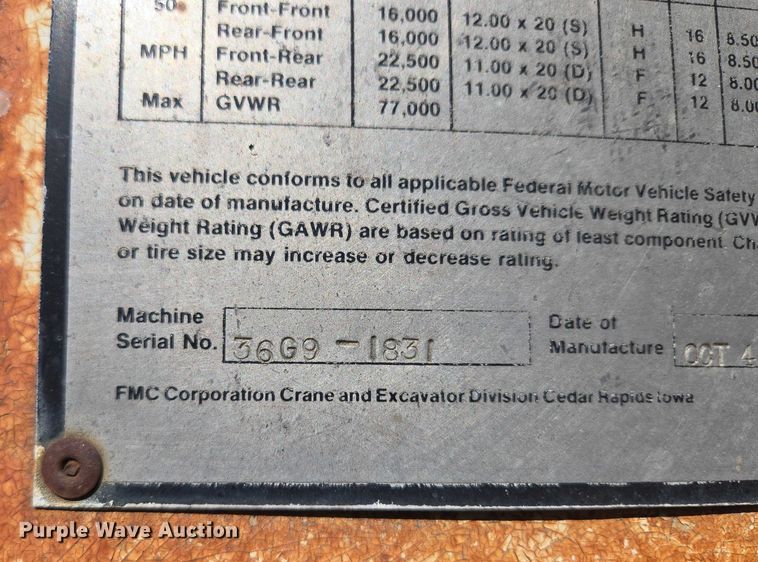 50 Front-Front 16,000 12.00 x 20 (S) H 16 8.50
Rear-Front 16,000 12.00 x 20 (S) H 16 8.50
MPH Front-Rear 22,500 11.00 x 20 (D) F 12 8.00
Rear-Rear 22,500 11.00 x 20 (D) F 12 8.00
Max GVWR 77,000
This vehicle conforms to all applicable Federal Motor Vehicle Safety
on date of manufacture. Certified Gross Vehicle Weight Rating (GVW
Weight Rating (GAWR) are based on rating of least component. Ch
or tire size may increase or decrease rating.
Machine
Serial No. 36G9-1831
Date of
Manufacture OCT 4
FMC Corporation Crane and Excavator Division Cedar Rapids Iowa
Purple Wave Auction